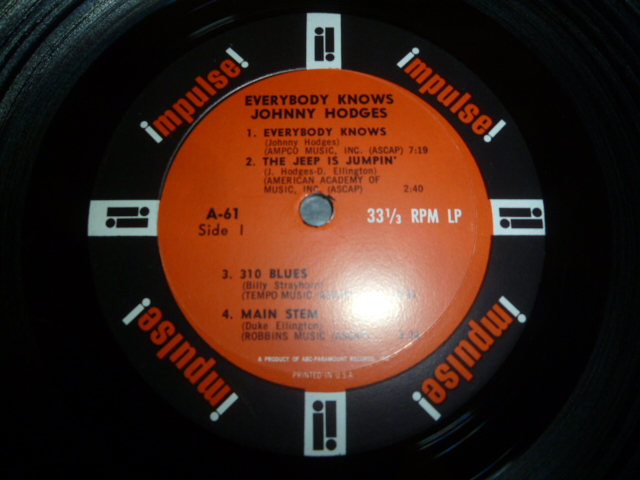 impulse!
impulse!
EVERYBODY KNOWS
JOHNNY HODGES
1. EVERYBODY KNOWS
(Johnny Hodges)
(AMPCO MUSIC, INC. (ASCAP) 7:19
2. THE JEEP IS JUMPIN'
(J. Hodges-D. Ellington)
(AMERICAN ACADEMY OF
MUSIC, INC. (ASCAP) 2:40
A-61 33 1/3 RPM LP
Side 1
3. 310 BLUES
(Billy Strayhorn)
(TEMPO MUSIC
4. MAIN STEM
(Duke Ellington)
(ROBBINS MUSIC (ASCAP)
A PRODUCT OF ABC-PARAMOUNT RECORDS, INC.
PRINTED IN U.S.A.
impulse!
impulse!